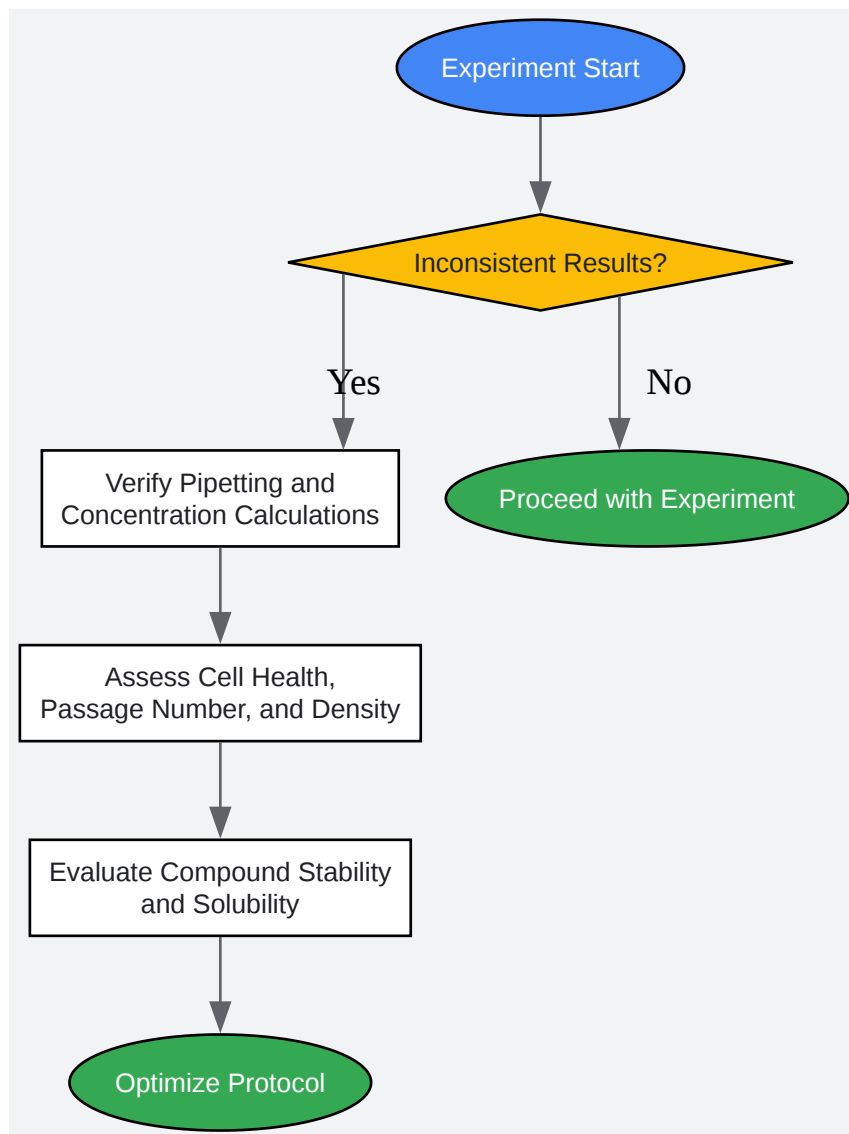 Experiment Start
Inconsistent Results?
Yes
No
Verify Pipetting and
Concentration Calculations
Proceed with Experiment
Assess Cell Health,
Passage Number, and Density
Evaluate Compound Stability
and Solubility
Optimize Protocol